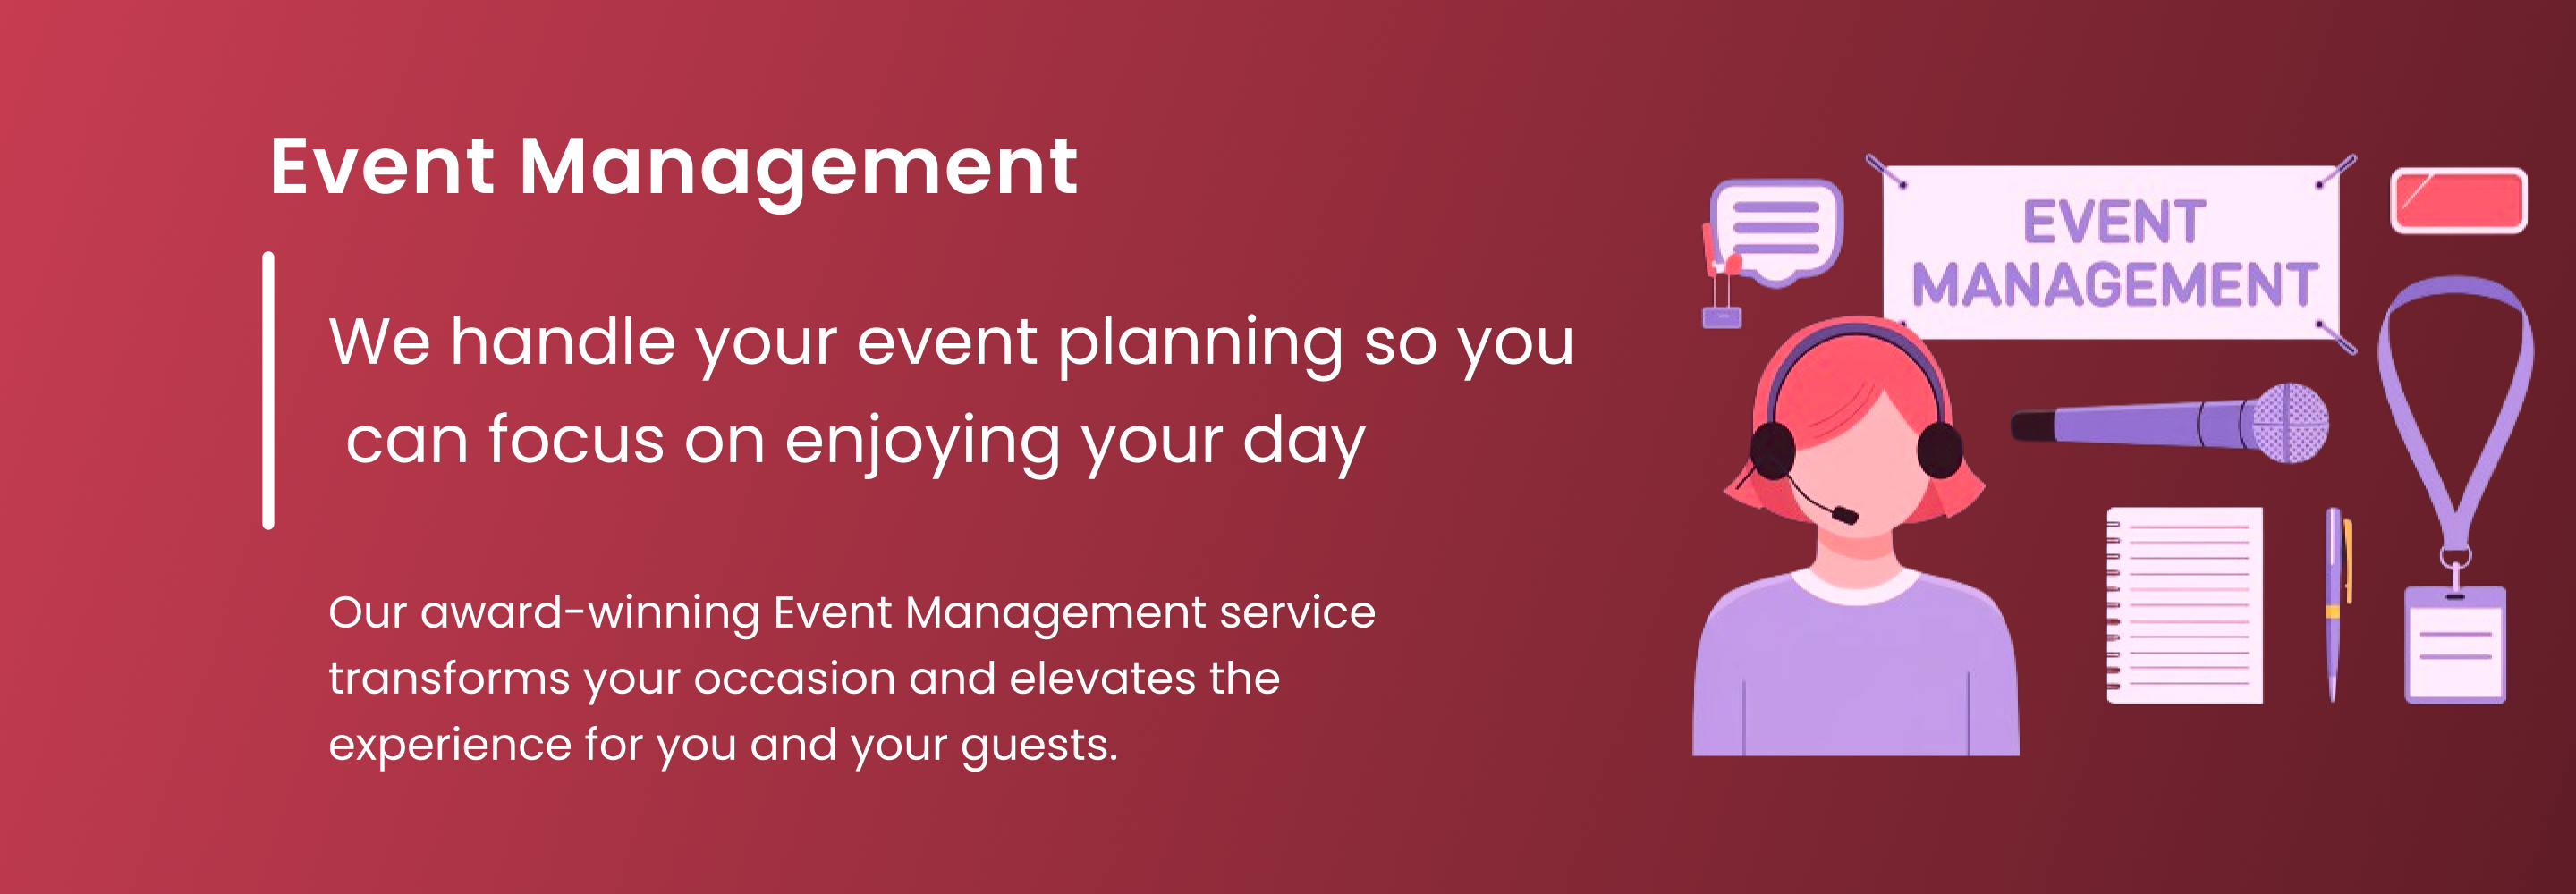 Event Management
We handle your event planning so you
can focus on enjoying your day
Our award-winning Event Management service
transforms your occasion and elevates the
experience for you and your guests.
EVENT
MANAGEMENT